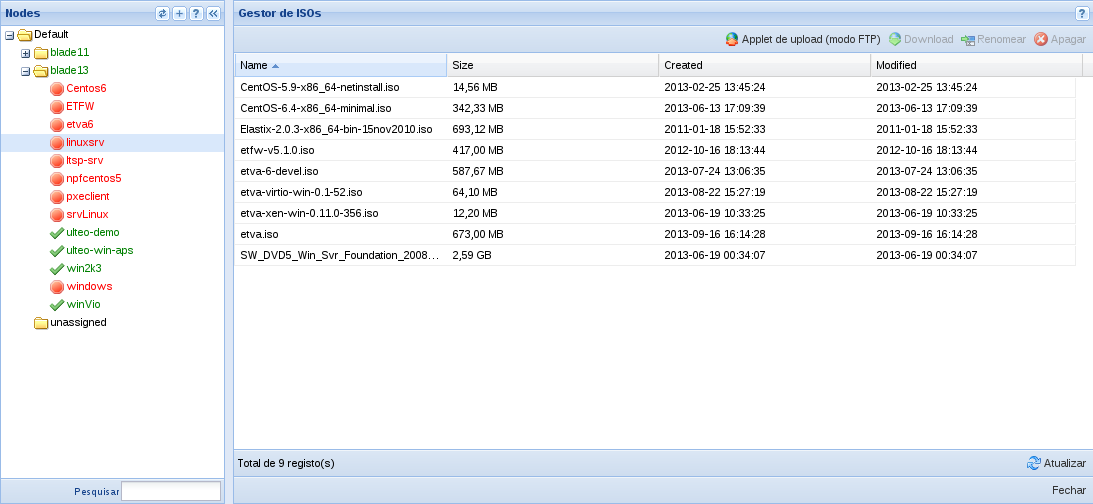 Nodes
Default
blade11
blade13
Centos6
ETFW
etva6
linuxsrv
ltsp-srv
npfcentos5
pxeclient
srvLinux
ulteo-demo
ulteo-win-aps
win2k3
windows
winVio
unassigned
Pesquisar
Gestor de ISOs
Applet de upload (modo FTP) Download Renomear Apagar
Name Size Created Modified
CentOS-5.9-x86_64-netinstall.iso 14,56 MB 2013-02-25 13:45:24 2013-02-25 13:45:24
CentOS-6.4-x86_64-minimal.iso 342,33 MB 2013-06-13 17:09:39 2013-06-13 17:09:39
Elastix-2.0.3-x86_64-bin-15nov2010.iso 693,12 MB 2011-01-18 15:52:33 2011-01-18 15:52:33
etfw-v5.1.0.iso 417,00 MB 2012-10-16 18:13:44 2012-10-16 18:13:44
etva-6-devel.iso 587,67 MB 2013-07-24 13:06:35 2013-07-24 13:06:35
etva-virtio-win-0.1-52.iso 64,10 MB 2013-08-22 15:27:19 2013-08-22 15:27:19
etva-xen-win-0.11.0-356.iso 12,20 MB 2013-06-19 10:33:25 2013-06-19 10:33:25
etva.iso 673,00 MB 2013-09-16 16:14:28 2013-09-16 16:14:28
SW_DVD5_Win_Svr_Foundation_2008... 2,59 GB 2013-06-19 00:34:07 2013-06-19 00:34:07
Total de 9 registo(s) Atualizar
Fechar